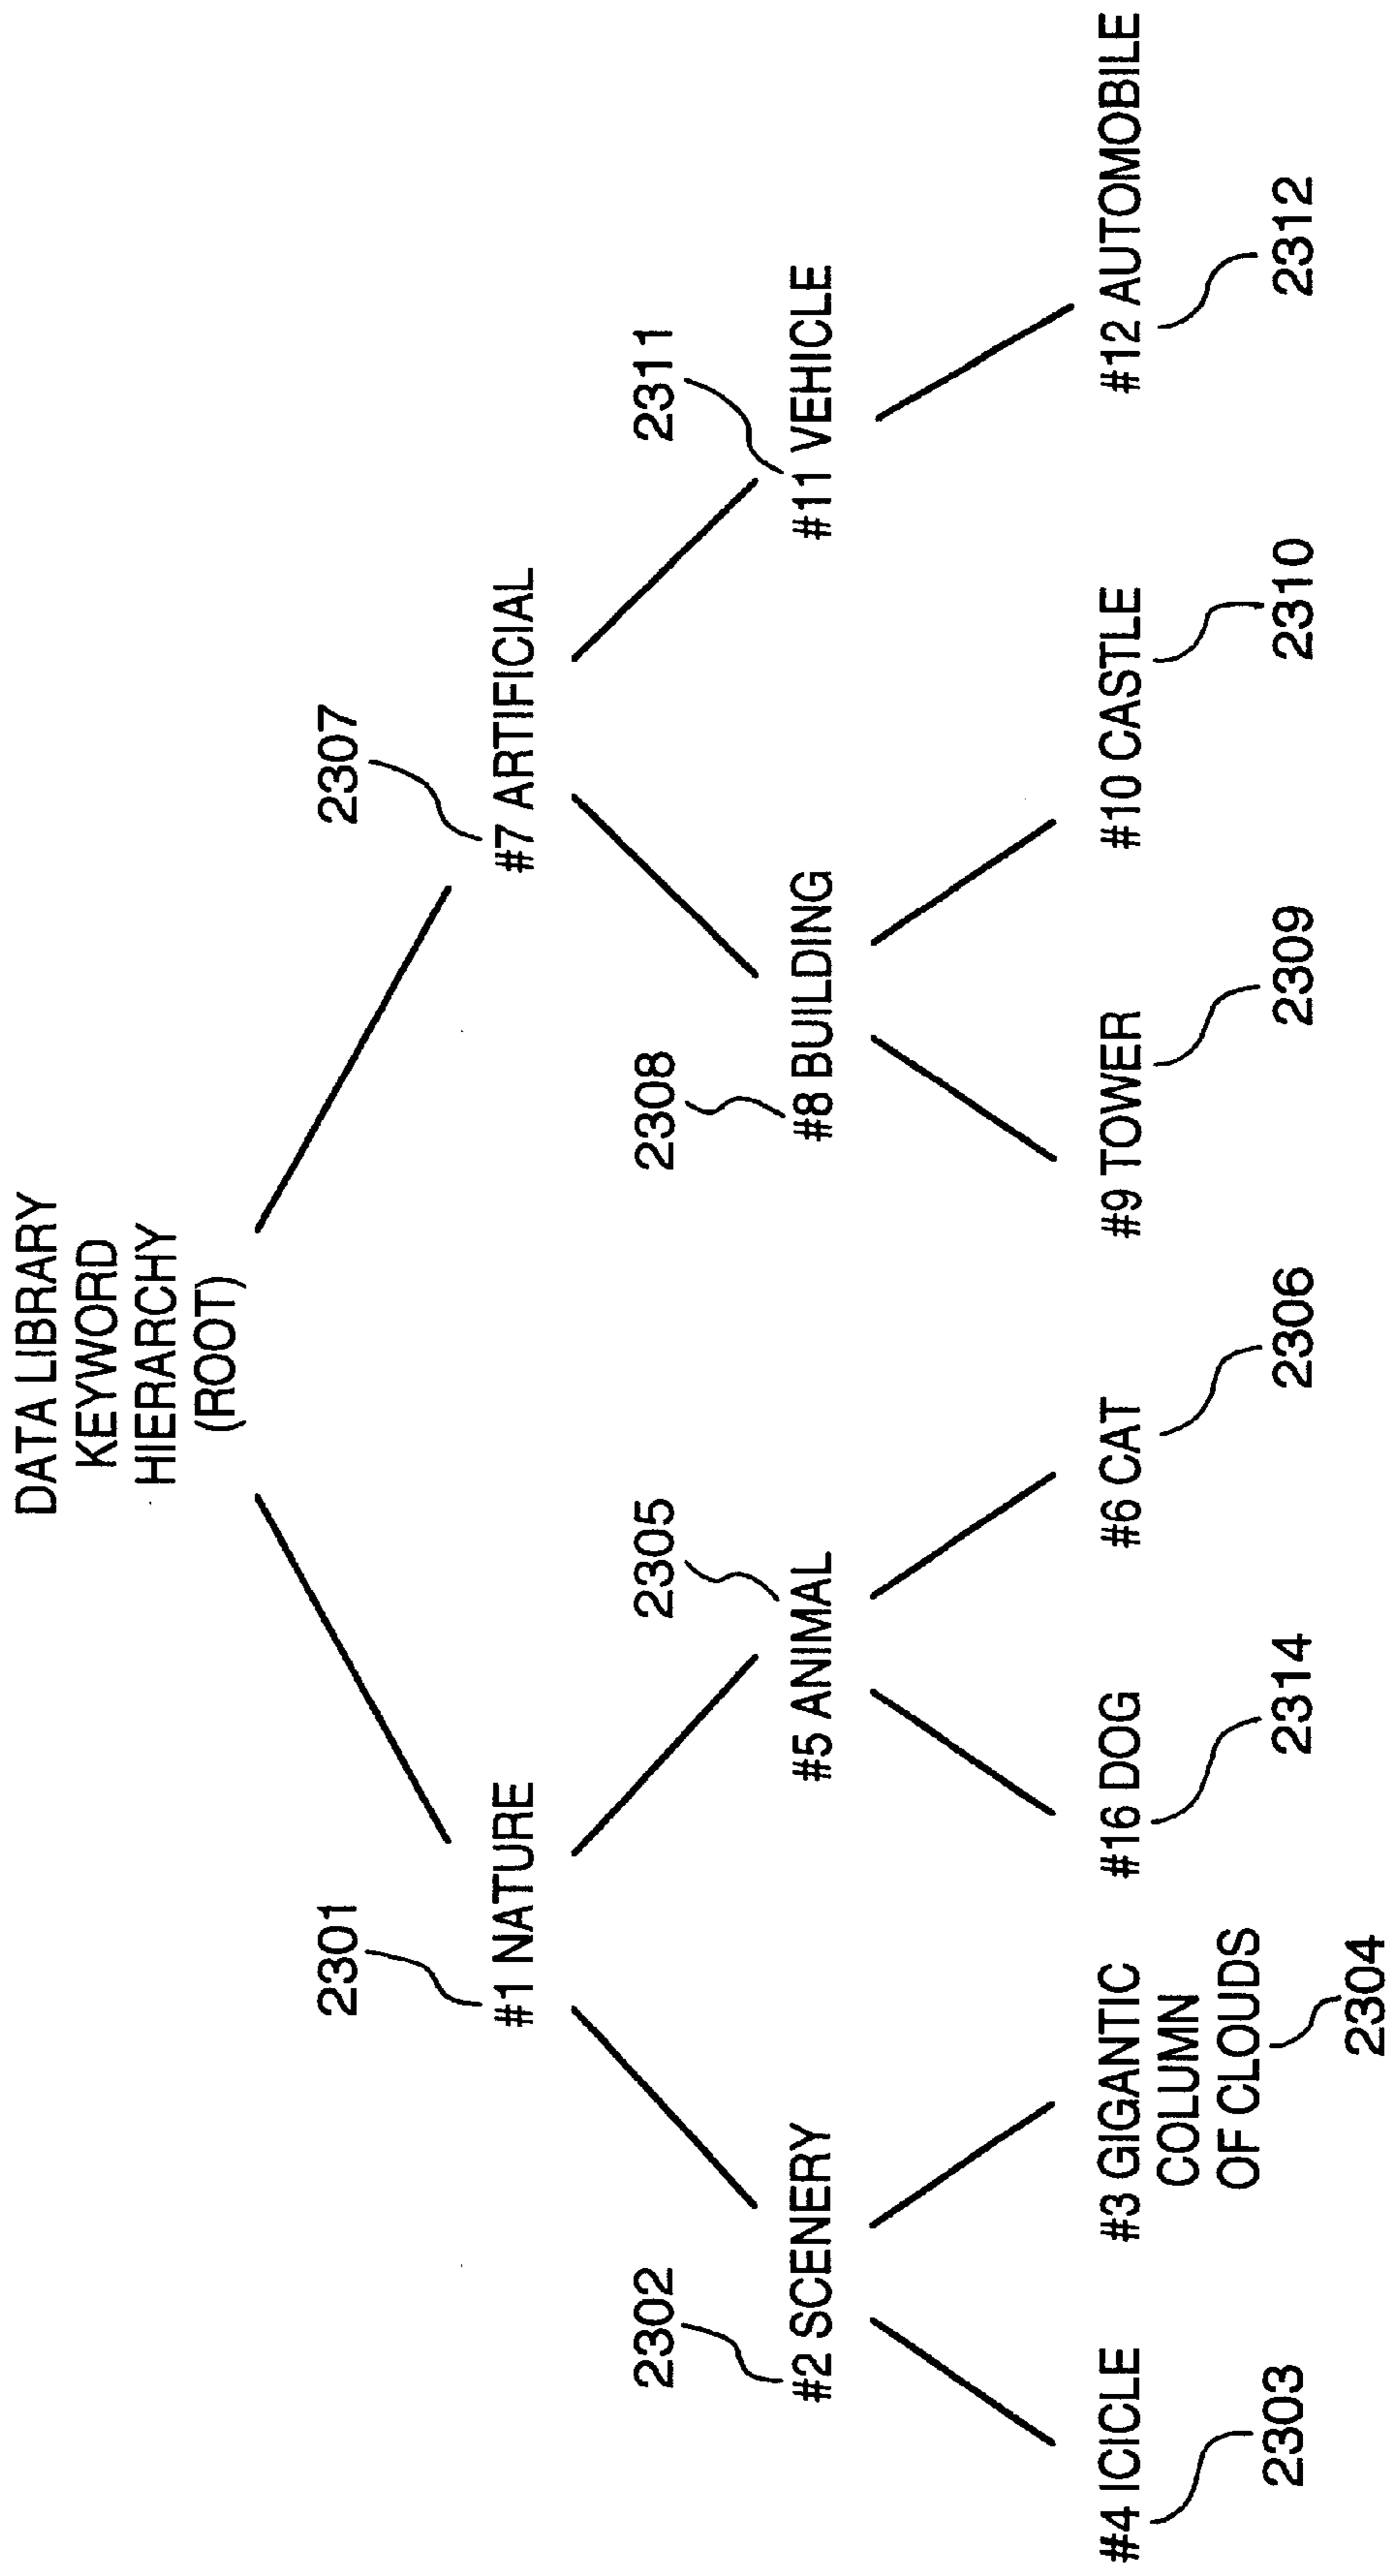 DATA LIBRARY
KEYWORD
HIERARCHY
(ROOT)
2301
2307
#1 NATURE
#7 ARTIFICIAL
2302
2305
2308
2311
#2 SCENERY
#5 ANIMAL
#8 BUILDING
#11 VEHICLE
#4 ICICLE
#3 GIGANTIC
COLUMN
OF CLOUDS
#16 DOG
#6 CAT
#9 TOWER
#10 CASTLE
#12 AUTOMOBILE
2303
2304
2314
2306
2309
2310
2312